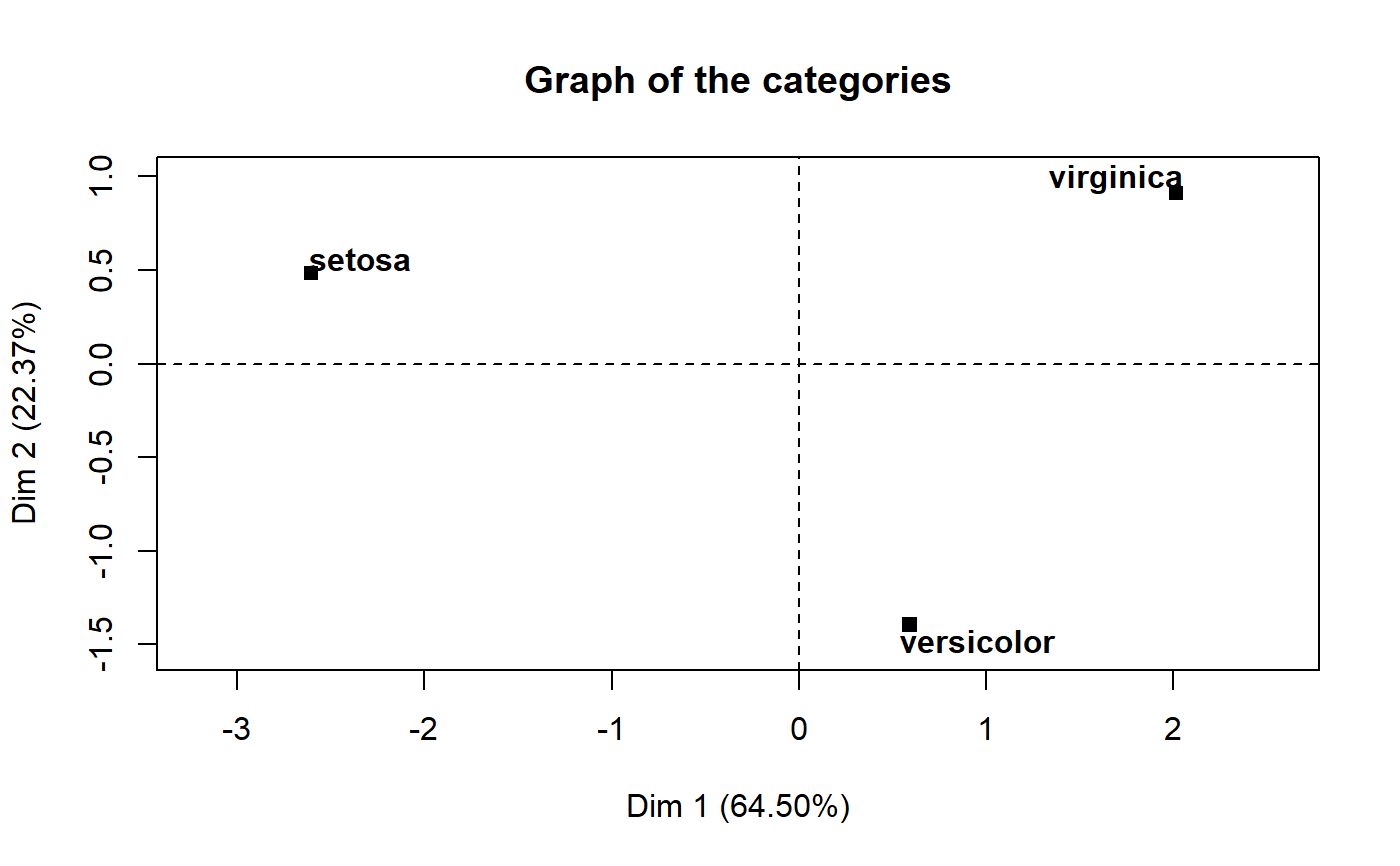 Graph of the categories
virginica
setosa
versicolor
1.0
0.5
0.0
-0.5
-1.0
-1.5
Dim 2 (22.37%)
-3 -2 -1 0 1 2
Dim 1 (64.50%)